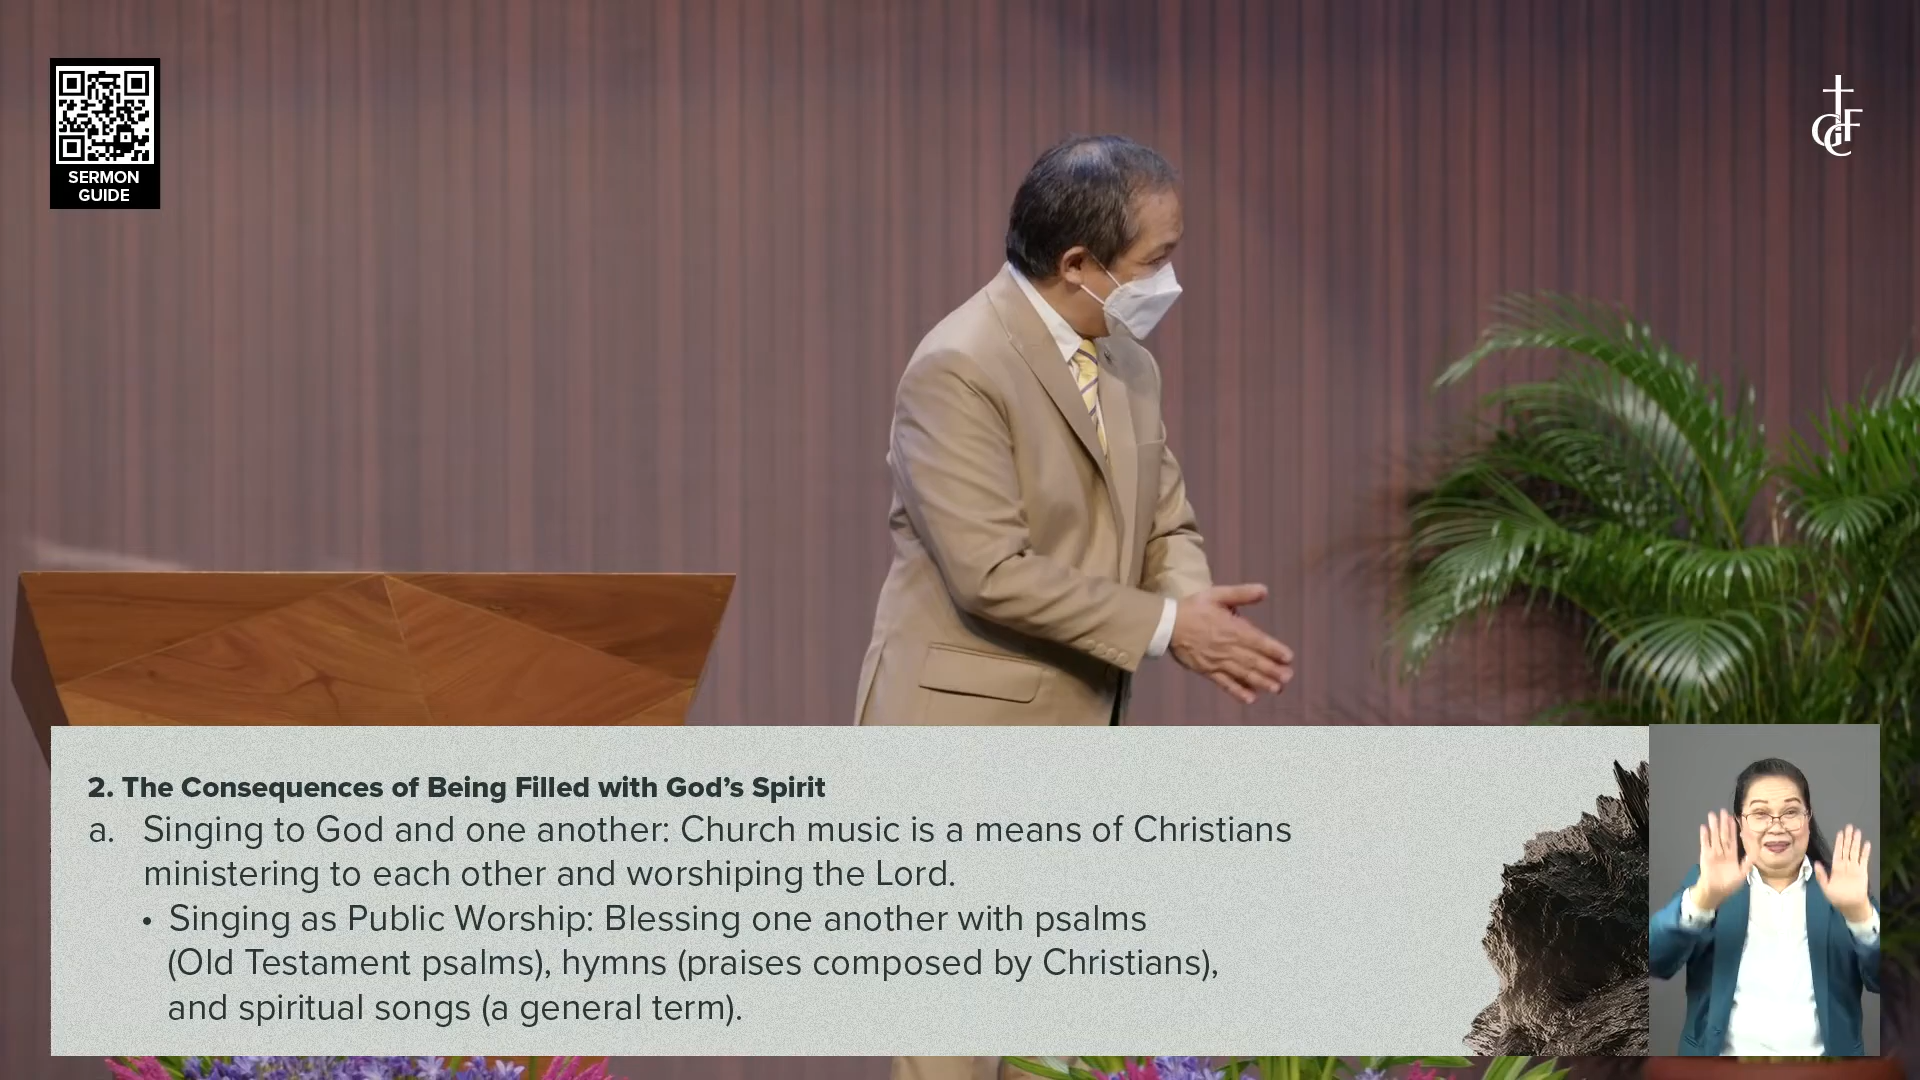 SERMON
GUIDE
GCF
2. The Consequences of Being Filled with God’s Spirit
a. Singing to God and one another: Church music is a means of Christians
ministering to each other and worshiping the Lord.
• Singing as Public Worship: Blessing one another with psalms
(Old Testament psalms), hymns (praises composed by Christians),
and spiritual songs (a general term).